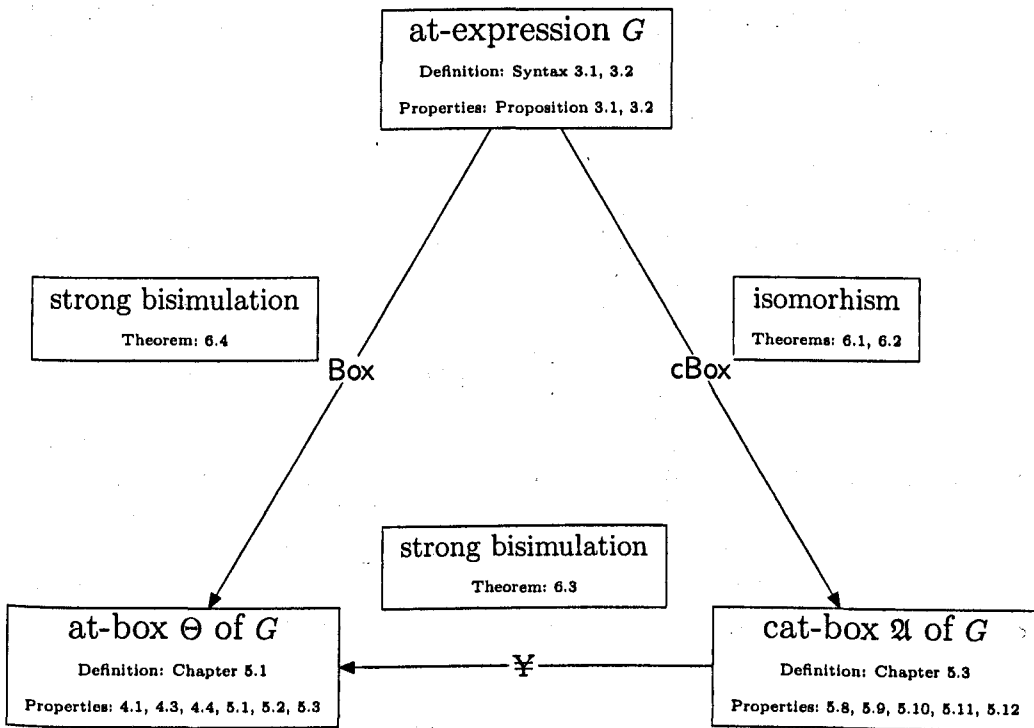 at-expression G
Definition: Syntax 3.1, 3.2
Properties: Proposition 3.1, 3.2
strong bisimulation
Theorem: 6.4
isomorhism
Theorems: 6.1, 6.2
Box
cBox
strong bisimulation
Theorem: 6.3
at-box Θ of G
Definition: Chapter 5.1
Properties: 4.1, 4.3, 4.4, 5.1, 5.2, 5.3
¥
cat-box 𝔄 of G
Definition: Chapter 5.3
Properties: 5.8, 5.9, 5.10, 5.11, 5.12